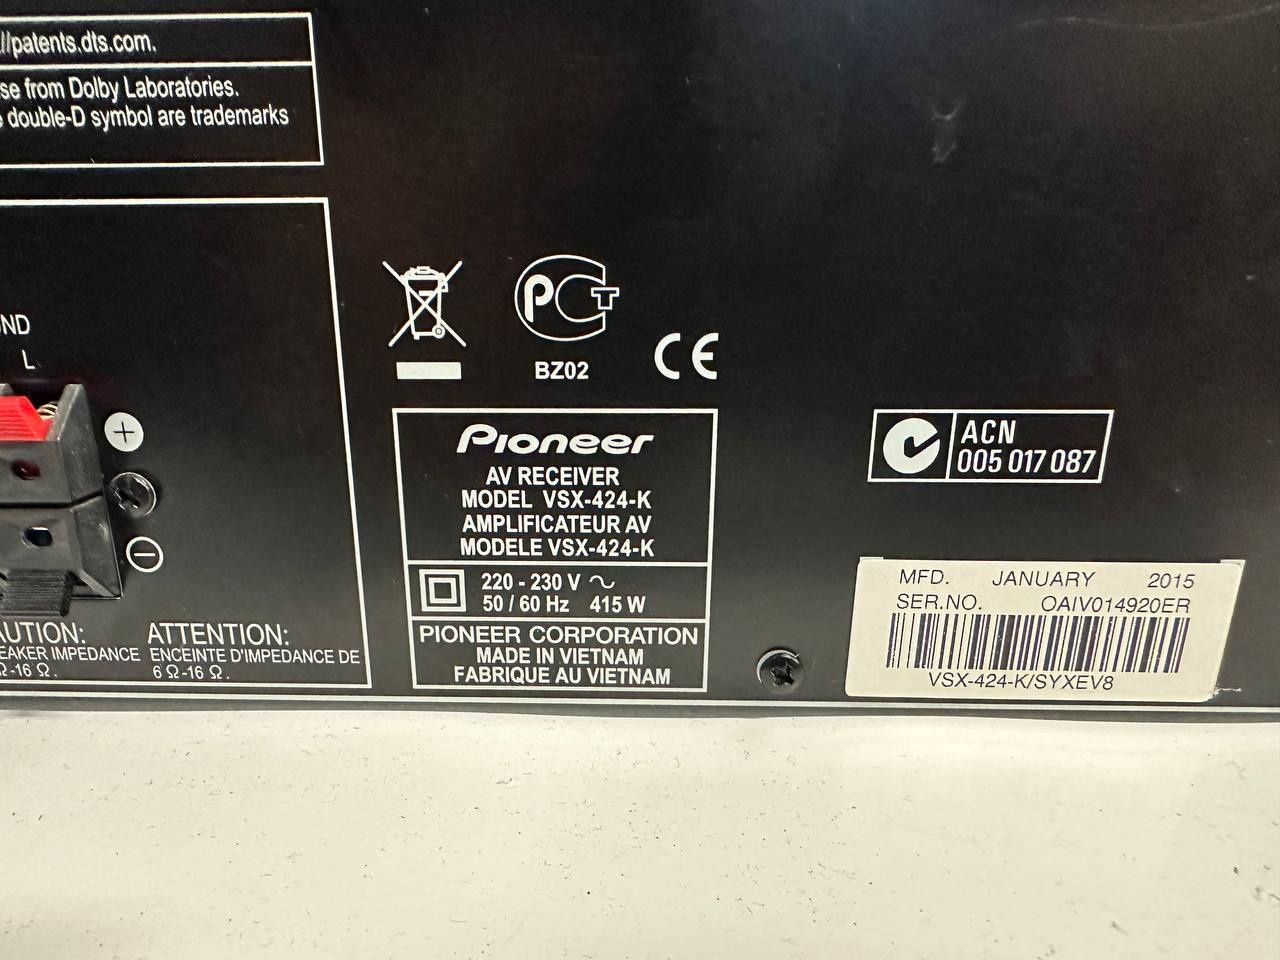 //patents.dts.com.
se from Dolby Laboratories.
double-D symbol are trademarks
ND
L
+
−
AUTION:
EAKER IMPEDANCE
Ω-16 Ω.
ATTENTION:
ENCEINTE D'IMPEDANCE DE
6 Ω-16 Ω.
PCT
BZ02
CE
Pioneer
AV RECEIVER
MODEL VSX-424-K
AMPLIFICATEUR AV
MODELE VSX-424-K
220 - 230 V ~
50 / 60 Hz 415 W
PIONEER CORPORATION
MADE IN VIETNAM
FABRIQUE AU VIETNAM
ACN
005 017 087
MFD. JANUARY 2015
SER.NO. OAIV014920ER
VSX-424-K/SYXEV8